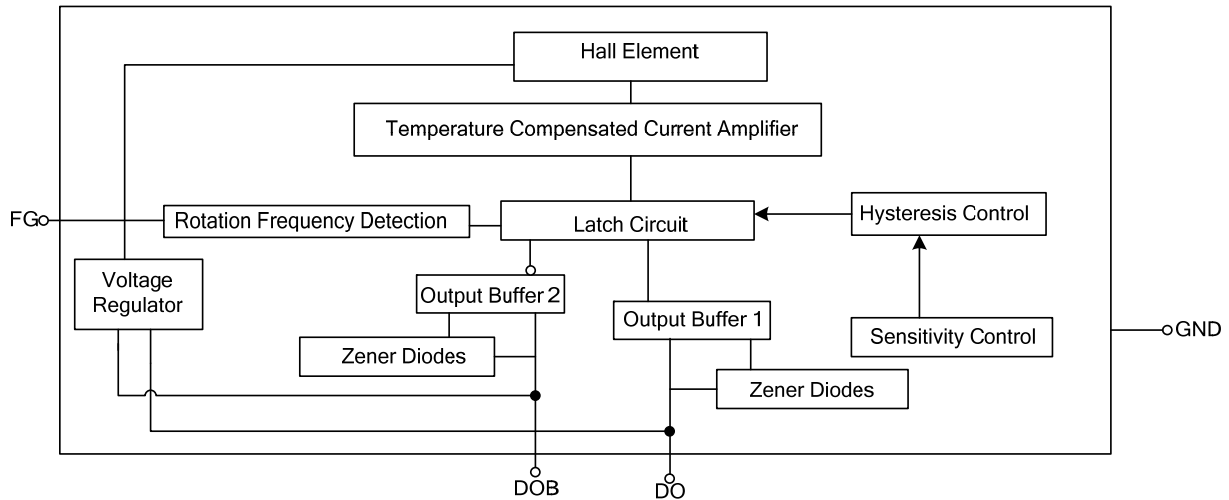 Hall Element
Temperature Compensated Current Amplifier
FG
Rotation Frequency Detection
Latch Circuit
Hysteresis Control
Voltage
Regulator
Output Buffer 2
Output Buffer 1
Sensitivity Control
GND
Zener Diodes
Zener Diodes
DOB
DO